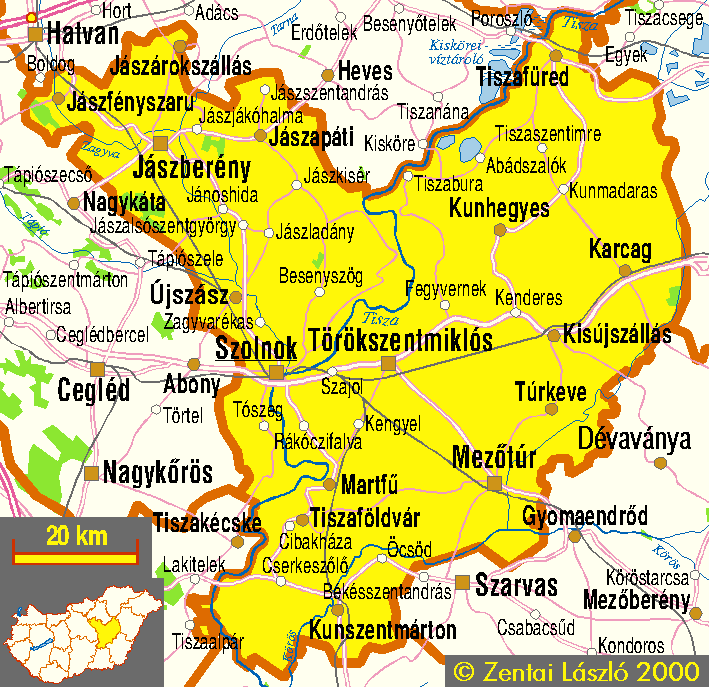 Hort
Adács
Erdőtelek
Besenyőtelek
Poroszló
Tisza
Tiszacsege
Hatvan
Tarna
Kiskörei-
víztároló
Egyek
Boldog
Jászárokszállás
Heves
Tiszafüred
Jászfényszaru
Jászszentandrás
Jászjákóhalma
Tiszanána
Jászapáti
Kisköre
Tiszaszentimre
Zagyva
Jászberény
Abádszalók
Tápiószecső
Jászkisér
Tiszabura
Nagykáta
Jánoshida
Kunmadaras
Tápió
Jászalsószentgyörgy
Jászladány
Kunhegyes
Tápiószele
Karcag
Tápiószentmárton
Besenyszög
Újszász
Fegyvernek
Albertirsa
Zagyvarékas
Tisza
Kenderes
Ceglédbercel
Törökszentmiklós
Kisújszállás
Szolnok
Cegléd
Abony
Szajol
Túrkeve
Törtel
Tószeg
Kengyel
Rákóczifalva
Dévaványa
Nagykőrös
Mezőtúr
Martfű
Tiszakécske
Tiszaföldvár
Gyomaendrőd
20 km
Cibakháza
Öcsöd
Körös
Lakitelek
Cserkeszőlő
Köröstarcsa
Békésszentandrás
Szarvas
Mezőberény
Tiszaalpár
Kunszentmárton
Csabacsűd
Körös
Kondoros
© Zentai László 2000